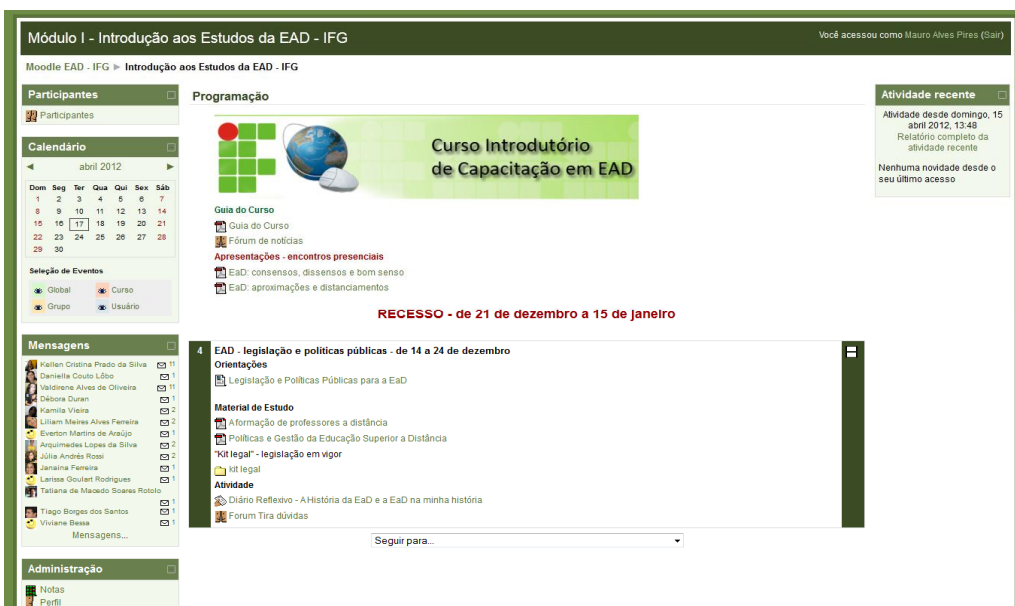 Módulo I - Introdução aos Estudos da EAD - IFG
Você acessou como Mauro Alves Pires (Sair)
Moodle EAD - IFG ► Introdução aos Estudos da EAD - IFG
Participantes
Participantes
Calendário
◄ abril 2012 ►
Dom Seg Ter Qua Qui Sex Sáb
1 2 3 4 5 6 7
8 9 10 11 12 13 14
15 16 17 18 19 20 21
22 23 24 25 26 27 28
29 30
Seleção de Eventos
Global Curso
Grupo Usuário
Mensagens
Kellen Cristina Prado da Silva 11
Daniella Couto Lôbo 1
Valdirene Alves de Oliveira 11
Débora Duran 1
Kamila Vieira 2
Liliam Meires Alves Ferreira 2
Everton Martins de Araújo 1
Arquimedes Lopes da Silva 2
Júlia Andrés Rossi 2
Janaina Ferreira 1
Larissa Goulart Rodrigues 1
Tatiana de Macedo Soares Rotolo
1
Tiago Borges dos Santos 1
Viviane Bessa 1
Mensagens...
Administração
Notas
Perfil
Programação
Curso Introdutório
de Capacitação em EAD
Guia do Curso
Guia do Curso
Fórum de notícias
Apresentações - encontros presenciais
EaD: consensos, dissensos e bom senso
EaD: aproximações e distanciamentos
RECESSO - de 21 de dezembro a 15 de janeiro
4 EAD - legislação e políticas públicas - de 14 a 24 de dezembro
Orientações
Legislação e Políticas Públicas para a EaD
Material de Estudo
A formação de professores a distância
Políticas e Gestão da Educação Superior a Distância
"Kit legal" - legislação em vigor
kit legal
Atividade
Diário Reflexivo - A História da EaD e a EaD na minha história
Forum Tira dúvidas
Seguir para...
Atividade recente
Atividade desde domingo, 15
abril 2012, 13:48
Relatório completo da
atividade recente
Nenhuma novidade desde o
seu último acesso